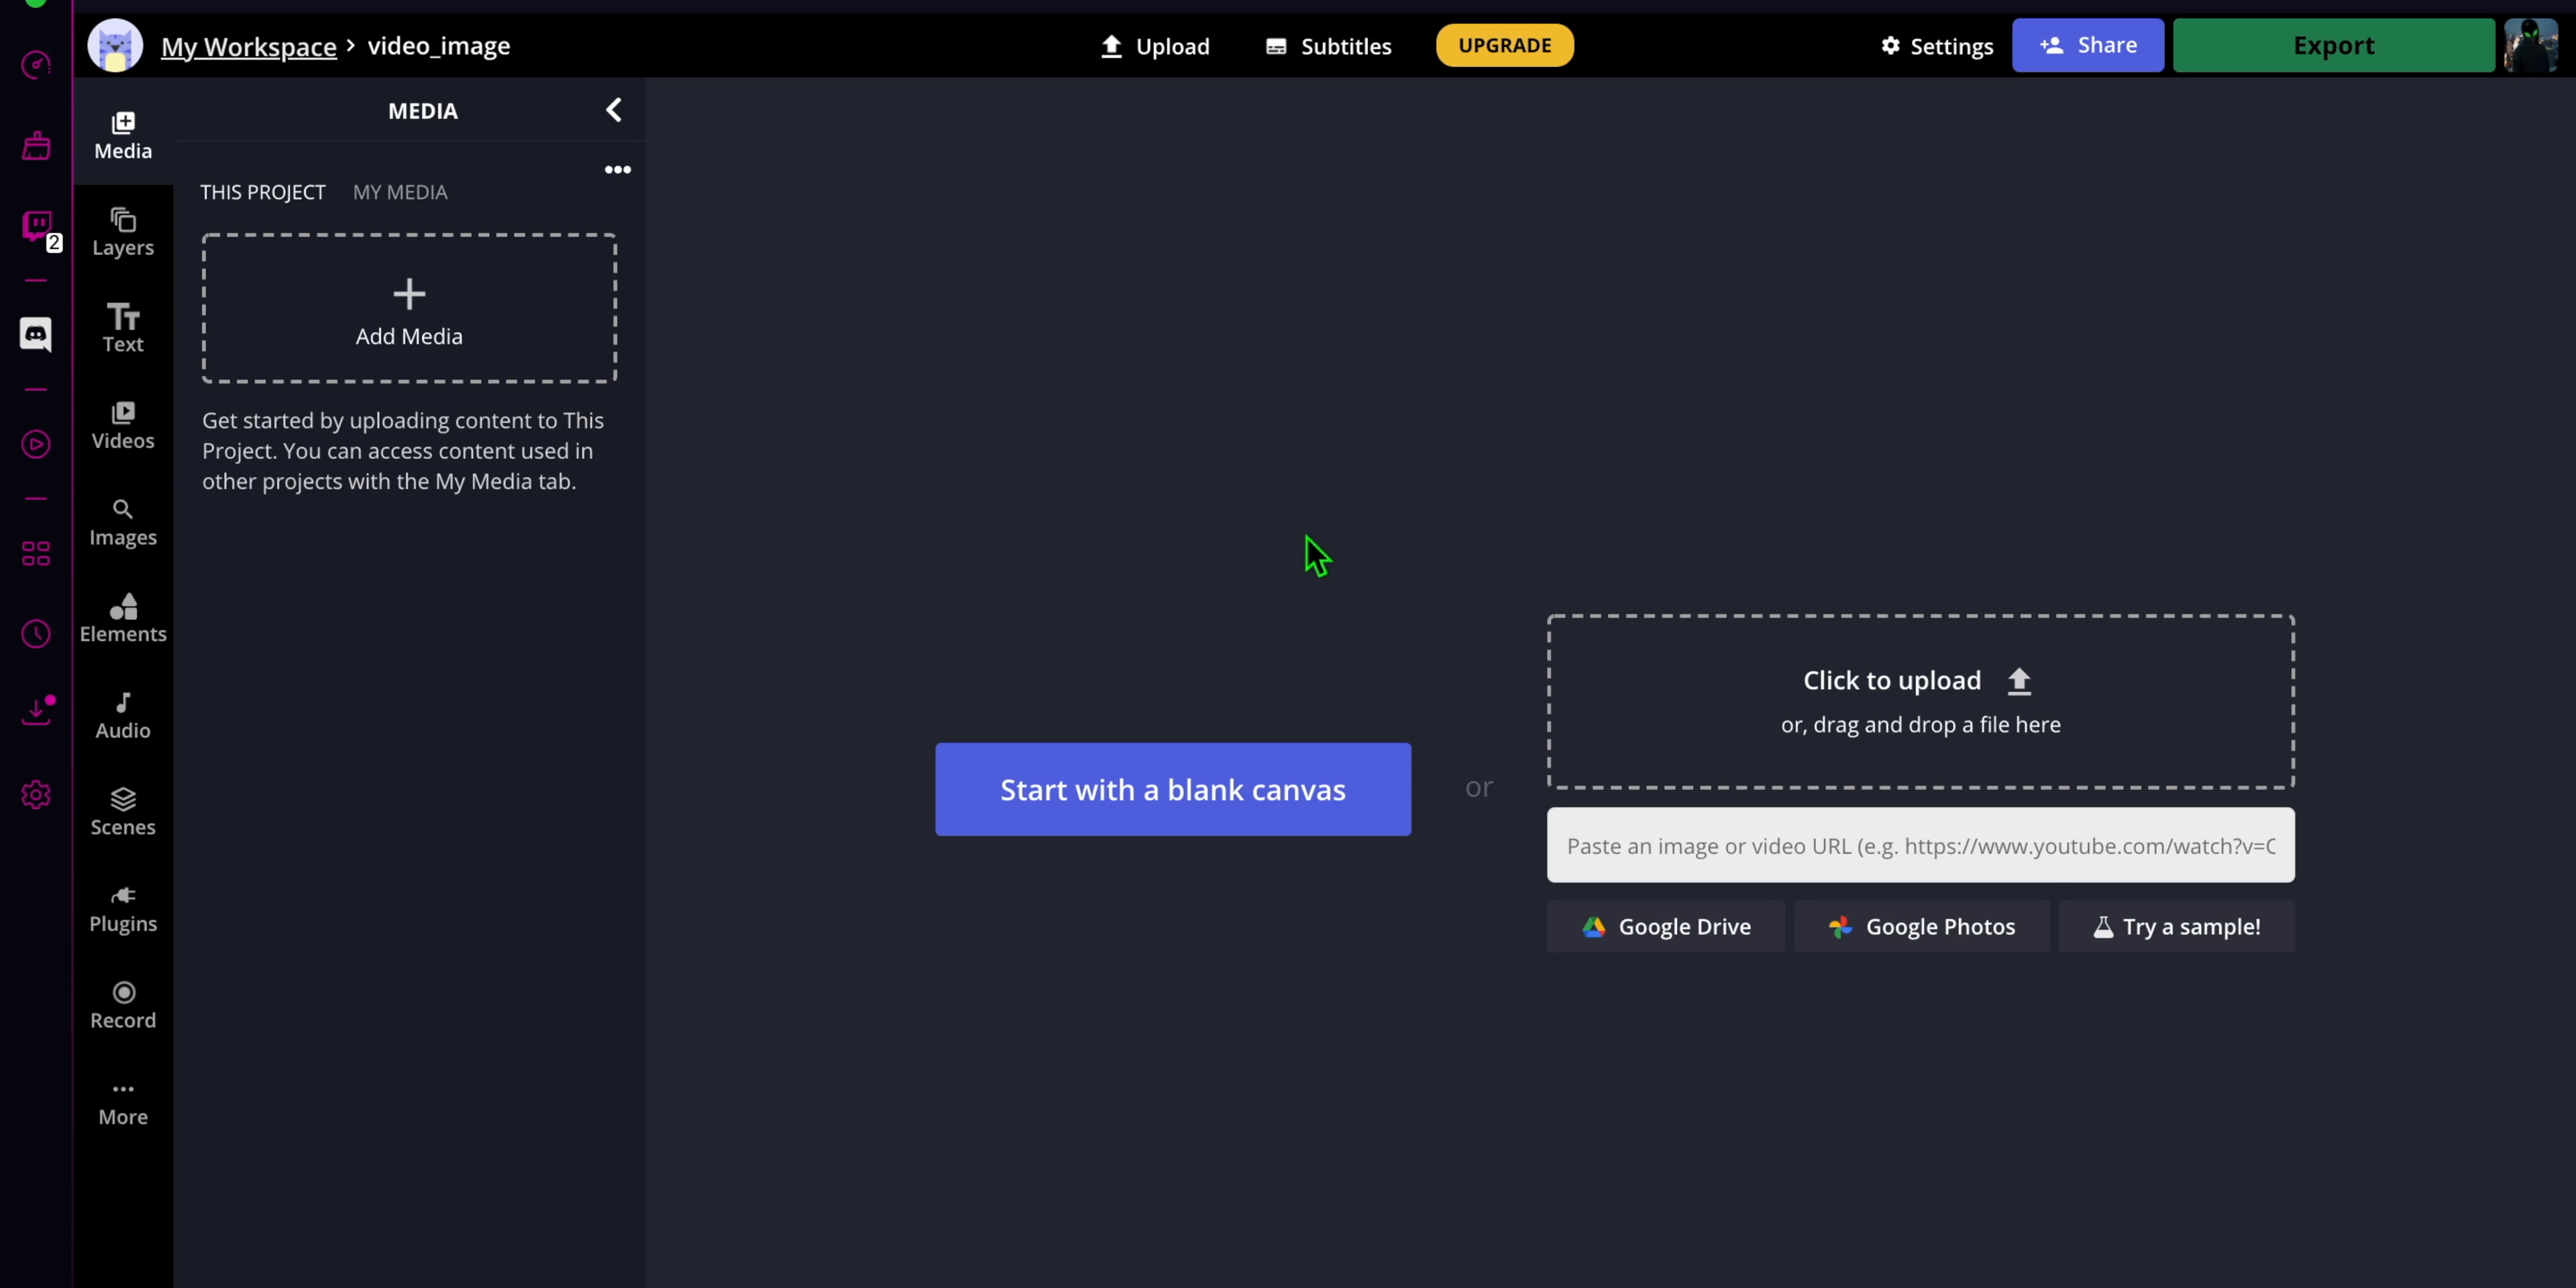 My Workspace > video_image
Upload
Subtitles
UPGRADE
Settings
Share
Export
2
Media
Layers
Text
Videos
Images
Elements
Audio
Scenes
Plugins
Record
More
MEDIA
THIS PROJECT
MY MEDIA
Add Media
Get started by uploading content to This
Project. You can access content used in
other projects with the My Media tab.
Start with a blank canvas
or
Click to upload
or, drag and drop a file here
Paste an image or video URL (e.g. https://www.youtube.com/watch?v=C
Google Drive
Google Photos
Try a sample!